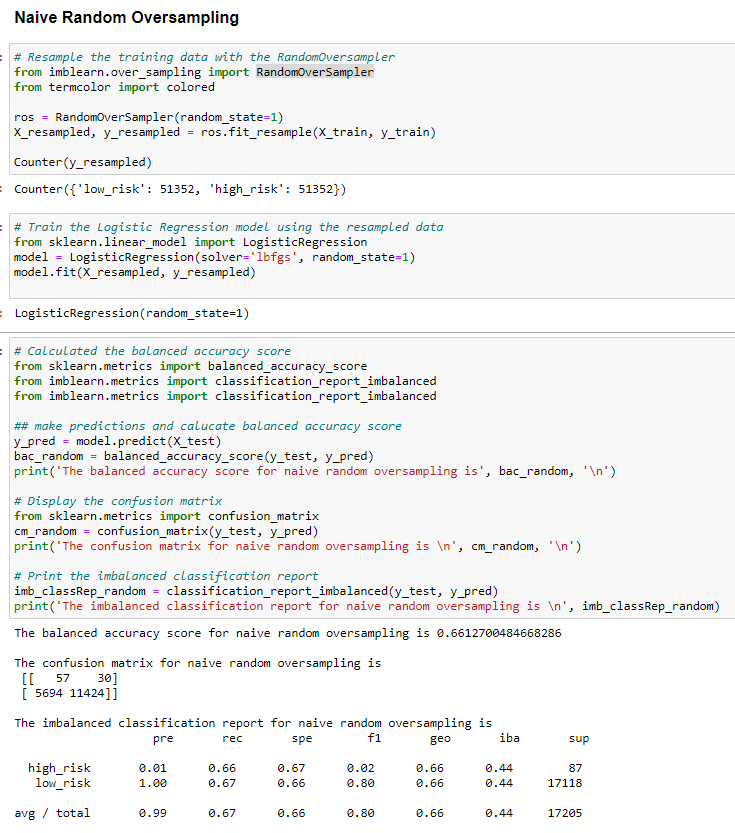 Naive Random Oversampling
# Resample the training data with the RandomOversampler
from imblearn.over_sampling import RandomOverSampler
from termcolor import colored
ros = RandomOverSampler(random_state=1)
X_resampled, y_resampled = ros.fit_resample(X_train, y_train)
Counter(y_resampled)
Counter({'low_risk': 51352, 'high_risk': 51352})
# Train the Logistic Regression model using the resampled data
from sklearn.linear_model import LogisticRegression
model = LogisticRegression(solver='lbfgs', random_state=1)
model.fit(X_resampled, y_resampled)
LogisticRegression(random_state=1)
# Calculated the balanced accuracy score
from sklearn.metrics import balanced_accuracy_score
from imblearn.metrics import classification_report_imbalanced
from imblearn.metrics import classification_report_imbalanced
## make predictions and calucate balanced accuracy score
y_pred = model.predict(X_test)
bac_random = balanced_accuracy_score(y_test, y_pred)
print('The balanced accuracy score for naive random oversampling is', bac_random, '\n')
# Display the confusion matrix
from sklearn.metrics import confusion_matrix
cm_random = confusion_matrix(y_test, y_pred)
print('The confusion matrix for naive random oversampling is \n', cm_random, '\n')
# Print the imbalanced classification report
imb_classRep_random = classification_report_imbalanced(y_test, y_pred)
print('The imbalanced classification report for naive random oversampling is \n', imb_classRep_random)
The balanced accuracy score for naive random oversampling is 0.6612700484668286
The confusion matrix for naive random oversampling is
[[   57    30]
[ 5694 11424]]
The imbalanced classification report for naive random oversampling is
pre rec spe f1 geo iba sup
high_risk 0.01 0.66 0.67 0.02 0.66 0.44 87
low_risk 1.00 0.67 0.66 0.80 0.66 0.44 17118
avg / total 0.99 0.67 0.66 0.80 0.66 0.44 17205